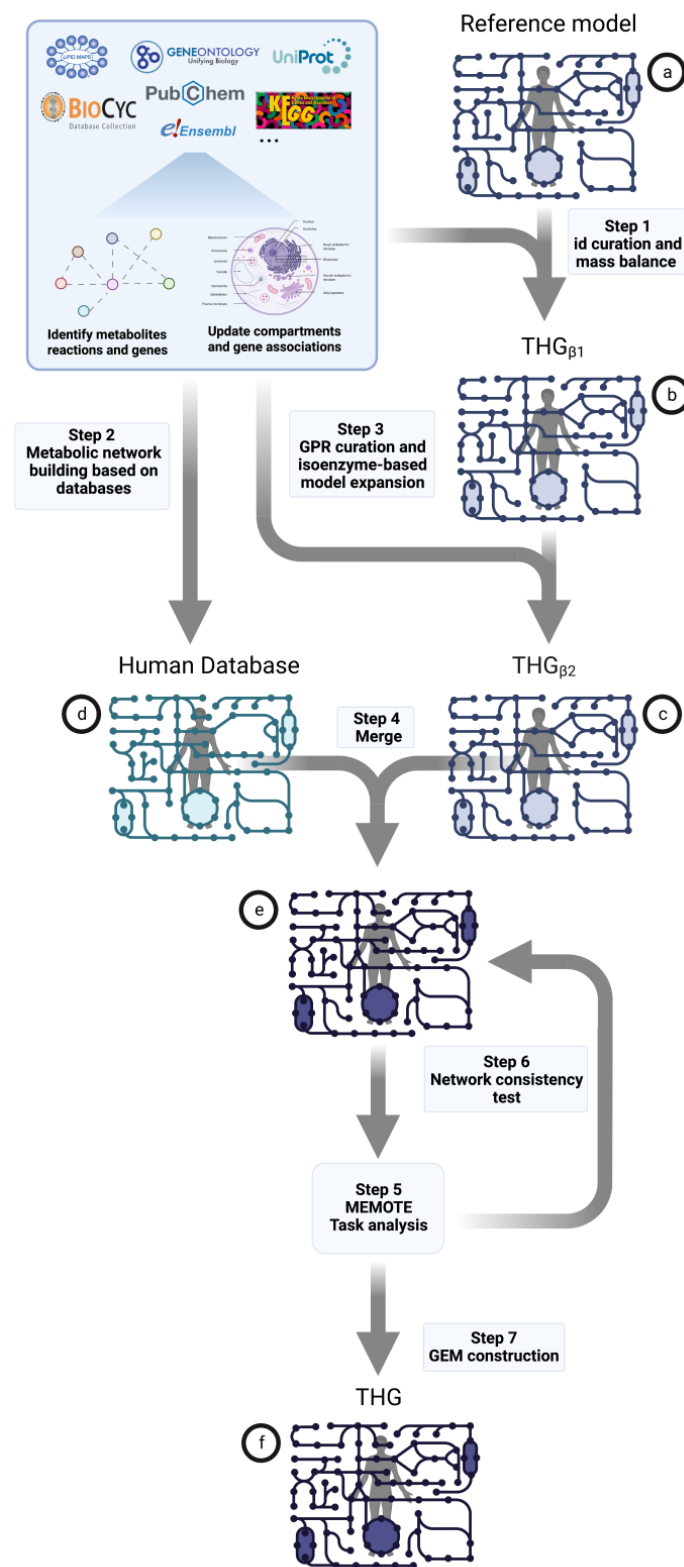 Reference model
LIPID MAPS
GENEONTOLOGY
Unifying Biology
UniProt
a
BIOCYC
Database Collection
PubChem
e!Ensembl
KEGG
...
Step 1
id curation and
mass balance
Identify metabolites
reactions and genes
Update compartments
and gene associations
THGβ1
b
Step 2
Metabolic network
building based on
databases
Step 3
GPR curation and
isoenzyme-based
model expansion
Human Database
THGβ2
d
Step 4
Merge
c
e
Step 6
Network consistency
test
Step 5
MEMOTE
Task analysis
Step 7
GEM construction
THG
f